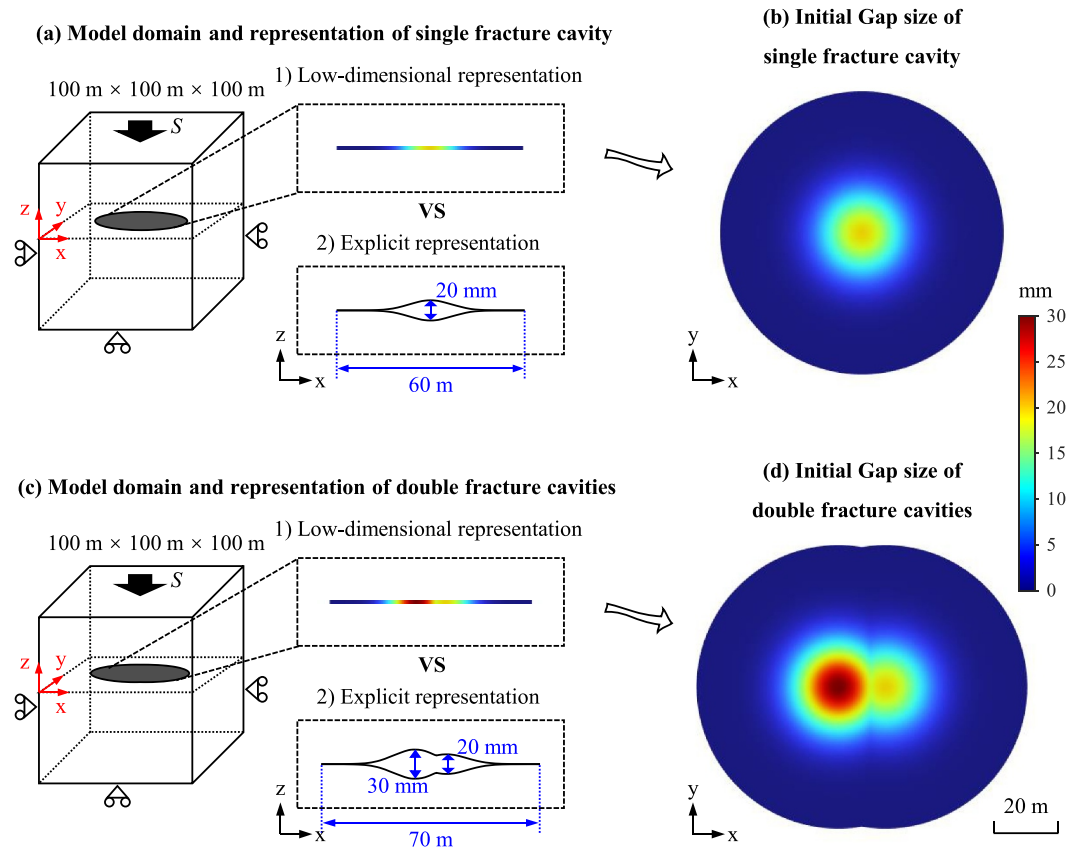 (a) Model domain and representation of single fracture cavity
1) Low-dimensional representation
100 m × 100 m × 100 m
S
z
y
x
VS
2) Explicit representation
20 mm
z
x
60 m
(b) Initial Gap size of
single fracture cavity
y
x
mm
30
25
20
15
10
5
0
(c) Model domain and representation of double fracture cavities
1) Low-dimensional representation
100 m × 100 m × 100 m
S
z
y
x
VS
2) Explicit representation
20 mm
30 mm
z
x
70 m
(d) Initial Gap size of
double fracture cavities
y
x
20 m